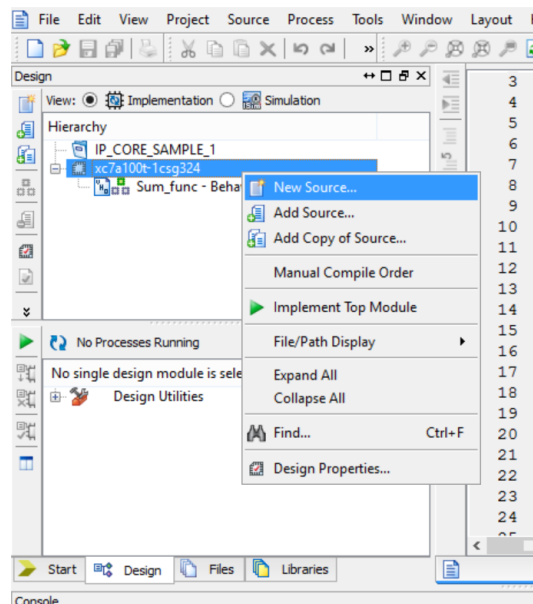 File Edit View Project Source Process Tools Window Layout
»
Design
View: Implementation Simulation
Hierarchy
IP_CORE_SAMPLE_1
xc7a100t-1csg324
Sum_func - Beha
New Source...
Add Source...
Add Copy of Source...
Manual Compile Order
Implement Top Module
File/Path Display
Expand All
Collapse All
Find... Ctrl+F
Design Properties...
No Processes Running
No single design module is sele
Design Utilities
3
4
5
6
7
8
9
10
11
12
13
14
15
16
17
18
19
20
21
22
23
24
25
Start Design Files Libraries
Console